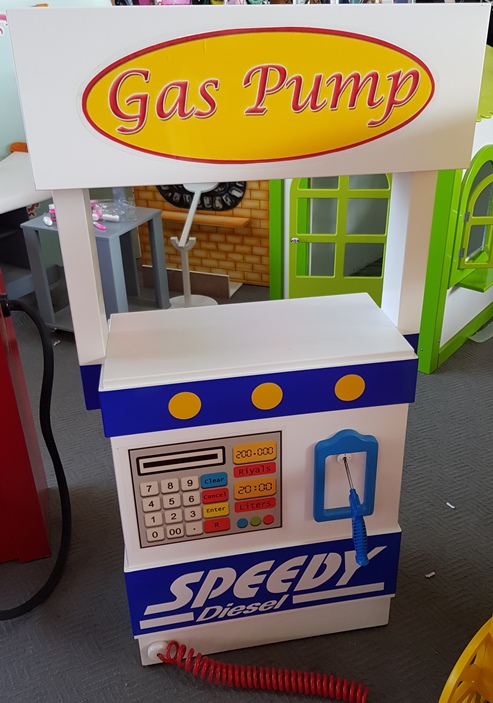 Gas Pump
200.000
Riyals
20:00
Liters
7 8 9 Clear
4 5 6 Cancel
1 2 3 Enter
0 00 . R
SPEEDY
Diesel